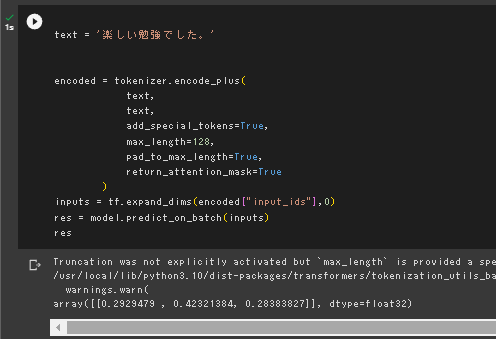 1s
text = '楽しい勉強でした。'
encoded = tokenizer.encode_plus(
text,
text,
add_special_tokens=True,
max_length=128,
pad_to_max_length=True,
return_attention_mask=True
)
inputs = tf.expand_dims(encoded["input_ids"],0)
res = model.predict_on_batch(inputs)
res
Truncation was not explicitly activated but `max_length` is provided a spe
/usr/local/lib/python3.10/dist-packages/transformers/tokenization_utils_ba
warnings.warn(
array([[0.2929479 , 0.42321384, 0.28383827]], dtype=float32)